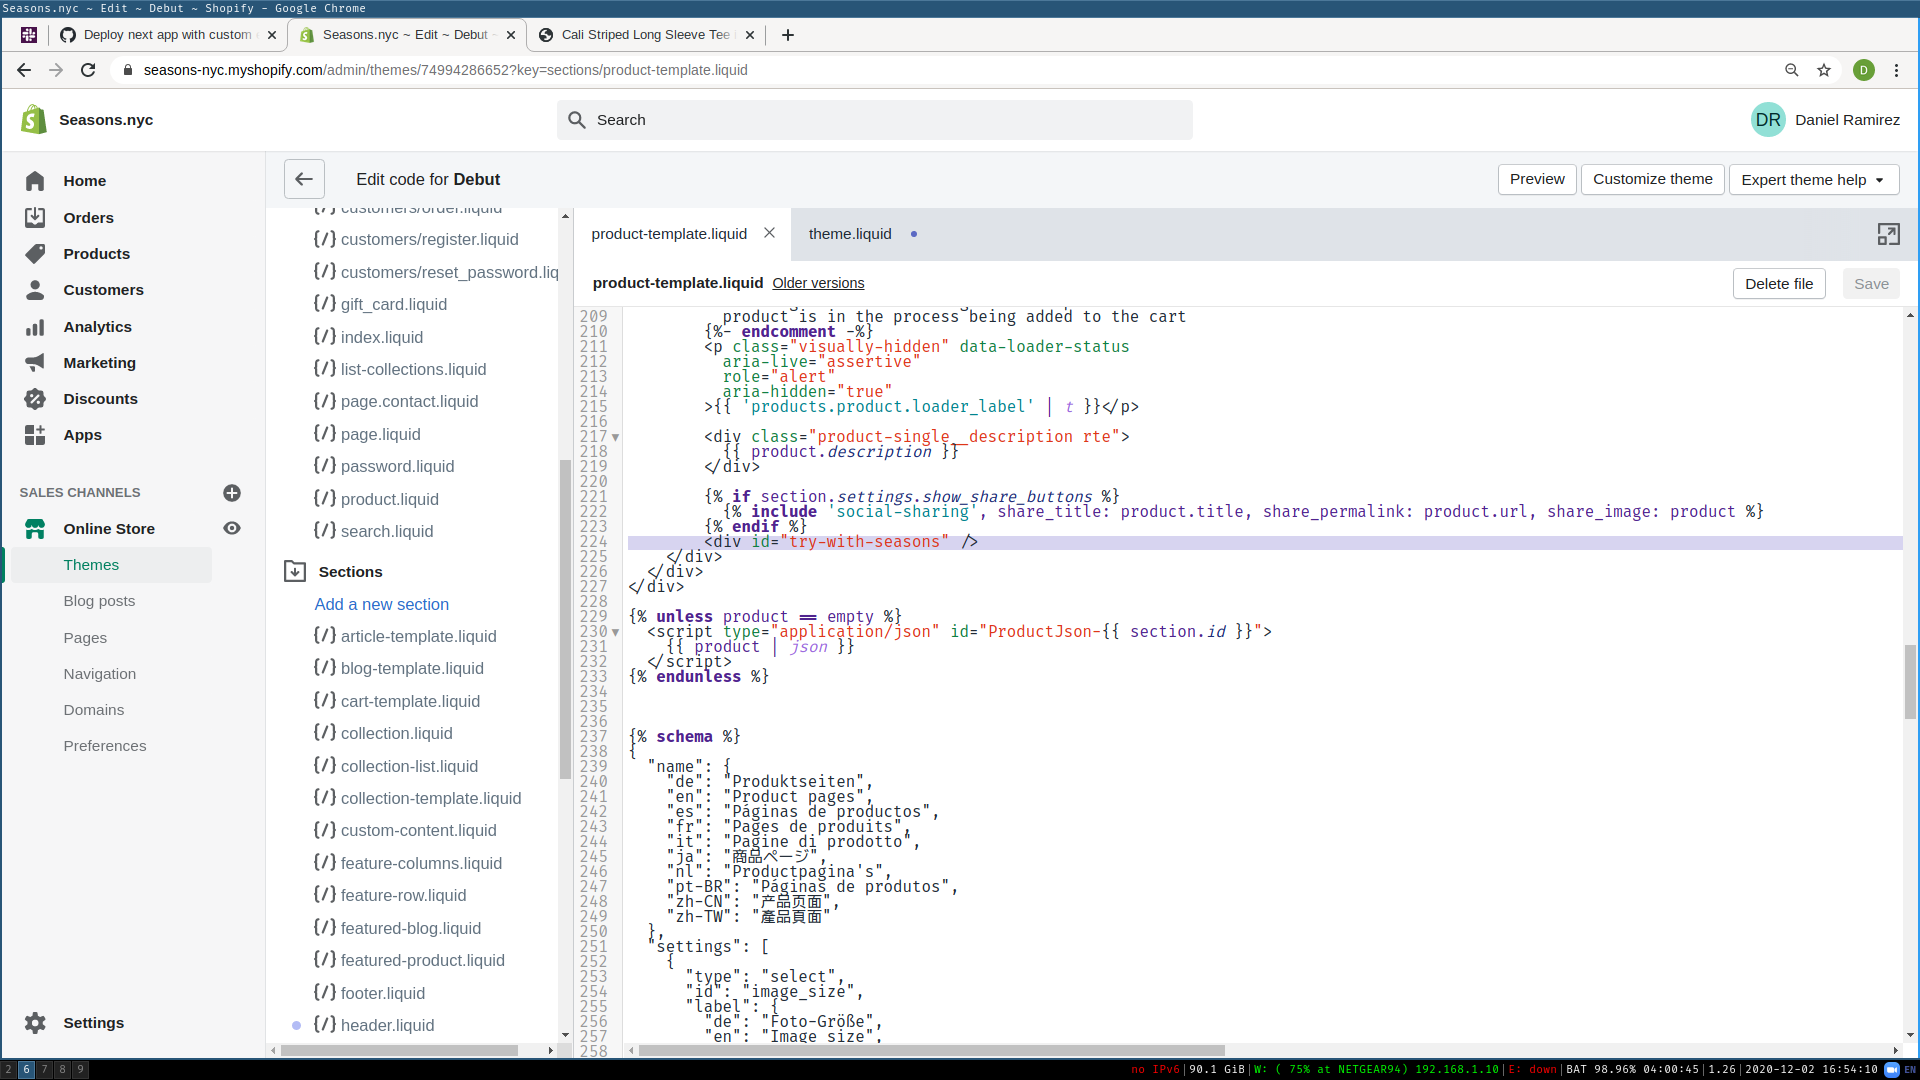 Seasons.nyc ~ Edit ~ Debut ~ Shopify - Google Chrome
Deploy next app with custom
Seasons.nyc ~ Edit ~ Debut ~
Cali Striped Long Sleeve Tee
seasons-nyc.myshopify.com/admin/themes/74994286652?key=sections/product-template.liquid
D
Seasons.nyc
Search
DR
Daniel Ramirez
Home
Orders
Products
Customers
Analytics
Marketing
Discounts
Apps
SALES CHANNELS
Online Store
Themes
Blog posts
Pages
Navigation
Domains
Preferences
Settings
Edit code for Debut
Preview
Customize theme
Expert theme help
{/} customers/order.liquid
{/} customers/register.liquid
{/} customers/reset_password.liq
{/} gift_card.liquid
{/} index.liquid
{/} list-collections.liquid
{/} page.contact.liquid
{/} page.liquid
{/} password.liquid
{/} product.liquid
{/} search.liquid
Sections
Add a new section
{/} article-template.liquid
{/} blog-template.liquid
{/} cart-template.liquid
{/} collection.liquid
{/} collection-list.liquid
{/} collection-template.liquid
{/} custom-content.liquid
{/} feature-columns.liquid
{/} feature-row.liquid
{/} featured-blog.liquid
{/} featured-product.liquid
{/} footer.liquid
{/} header.liquid
product-template.liquid
theme.liquid
product-template.liquid Older versions
Delete file
Save
209 product is in the process being added to the cart
210 {%- endcomment -%}
211 <p class="visually-hidden" data-loader-status
212 aria-live="assertive"
213 role="alert"
214 aria-hidden="true"
215 >{{ 'products.product.loader_label' | t }}</p>
216
217 <div class="product-single__description rte">
218 {{ product.description }}
219 </div>
220
221 {% if section.settings.show_share_buttons %}
222 {% include 'social-sharing', share_title: product.title, share_permalink: product.url, share_image: product %}
223 {% endif %}
224 <div id="try-with-seasons" />
225 </div>
226 </div>
227 </div>
228
229 {% unless product == empty %}
230 <script type="application/json" id="ProductJson-{{ section.id }}">
231 {{ product | json }}
232 </script>
233 {% endunless %}
234
235
236
237 {% schema %}
238 {
239 "name": {
240 "de": "Produktseiten",
241 "en": "Product pages",
242 "es": "Páginas de productos",
243 "fr": "Pages de produits",
244 "it": "Pagine di prodotto",
245 "ja": "商品ページ",
246 "nl": "Productpagina's",
247 "pt-BR": "Páginas de produtos",
248 "zh-CN": "产品页面",
249 "zh-TW": "產品頁面"
250 },
251 "settings": [
252 {
253 "type": "select",
254 "id": "image_size",
255 "label": {
256 "de": "Foto-Größe",
257 "en": "Image size",
258
2 6 7 8 9
no IPv6|90.1 GiB|W: ( 75% at NETGEAR94) 192.168.1.10|E: down|BAT 98.96% 04:00:45|1.26|2020-12-02 16:54:10
EN